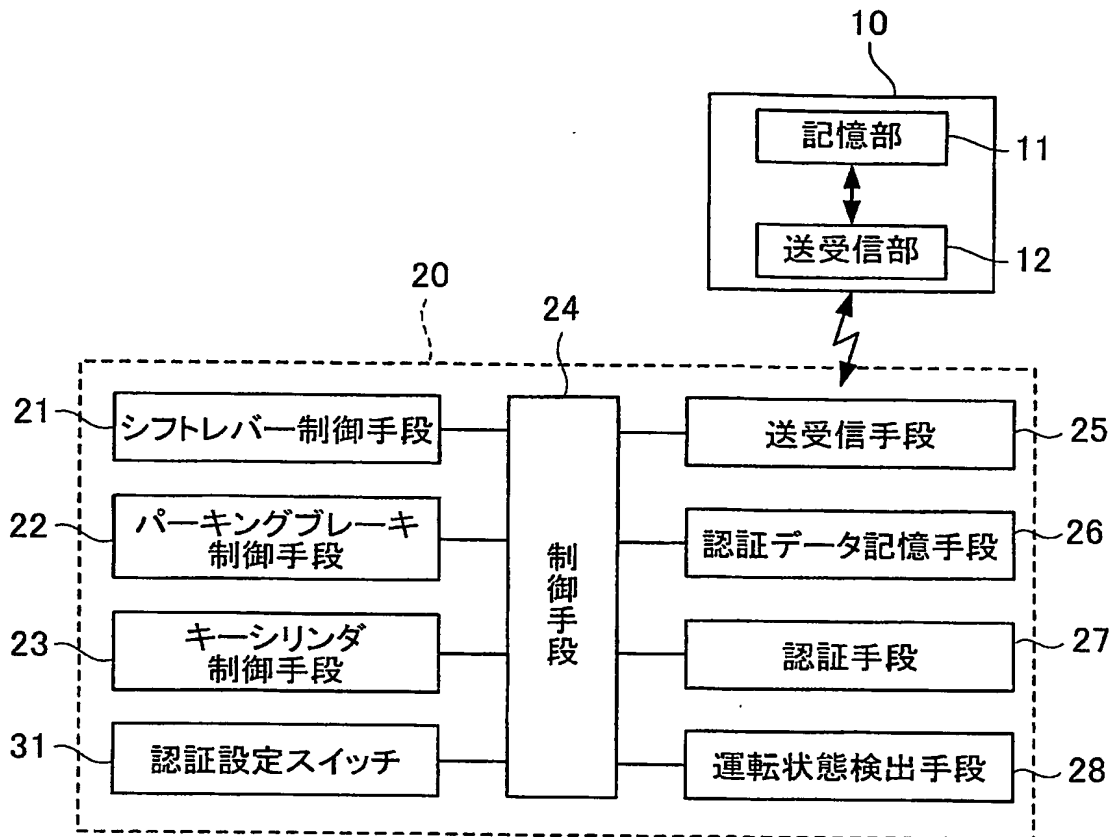 10
記憶部
11
送受信部
12
20
24
21
シフトレバー制御手段
22
パーキングブレーキ
制御手段
23
キーシリンダ
制御手段
31
認証設定スイッチ
制御手段
送受信手段
25
認証データ記憶手段
26
認証手段
27
運転状態検出手段
28